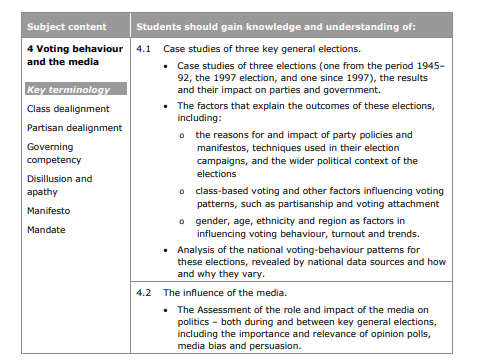 Subject content
Students should gain knowledge and understanding of:
4 Voting behaviour
and the media
Key terminology
Class dealignment
Partisan dealignment
Governing
competency
Disillusion and
apathy
Manifesto
Mandate
4.1 Case studies of three key general elections.
• Case studies of three elections (one from the period 1945–
92, the 1997 election, and one since 1997), the results
and their impact on parties and government.
• The factors that explain the outcomes of these elections,
including:
o the reasons for and impact of party policies and
manifestos, techniques used in their election
campaigns, and the wider political context of the
elections
o class-based voting and other factors influencing voting
patterns, such as partisanship and voting attachment
o gender, age, ethnicity and region as factors in
influencing voting behaviour, turnout and trends.
• Analysis of the national voting-behaviour patterns for
these elections, revealed by national data sources and how
and why they vary.
4.2 The influence of the media.
• The Assessment of the role and impact of the media on
politics – both during and between key general elections,
including the importance and relevance of opinion polls,
media bias and persuasion.